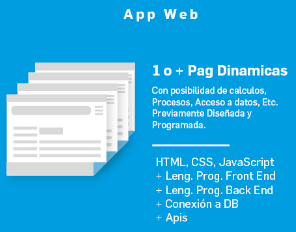 App Web
1 o + Pag Dinamicas
Con posibilidad de calculos,
Procesos, Acceso a datos, Etc.
Previamente Diseñada y
Programada.
HTML, CSS, JavaScript
+ Leng. Prog. Front End
+ Leng. Prog. Back End
+ Conexión a DB
+ Apis